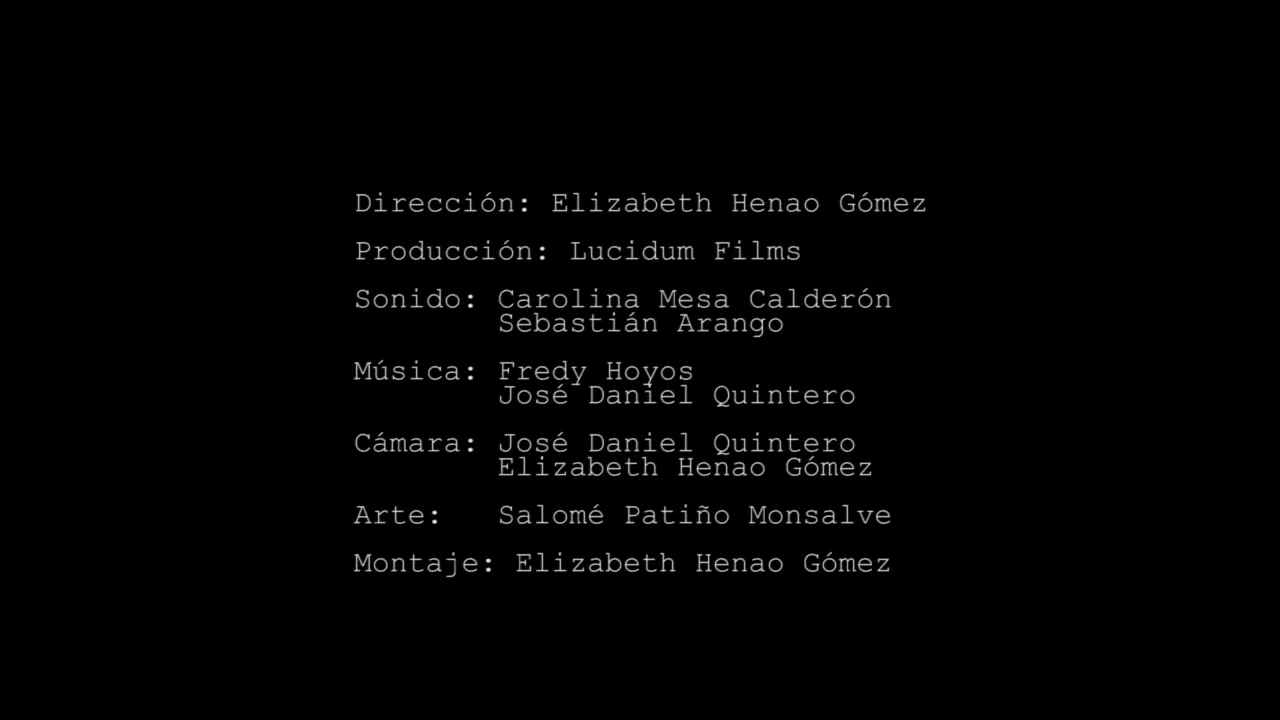 Dirección: Elizabeth Henao Gómez
Producción: Lucidum Films
Sonido: Carolina Mesa Calderón
Sebastián Arango
Música: Fredy Hoyos
José Daniel Quintero
Cámara: José Daniel Quintero
Elizabeth Henao Gómez
Arte: Salomé Patiño Monsalve
Montaje: Elizabeth Henao Gómez